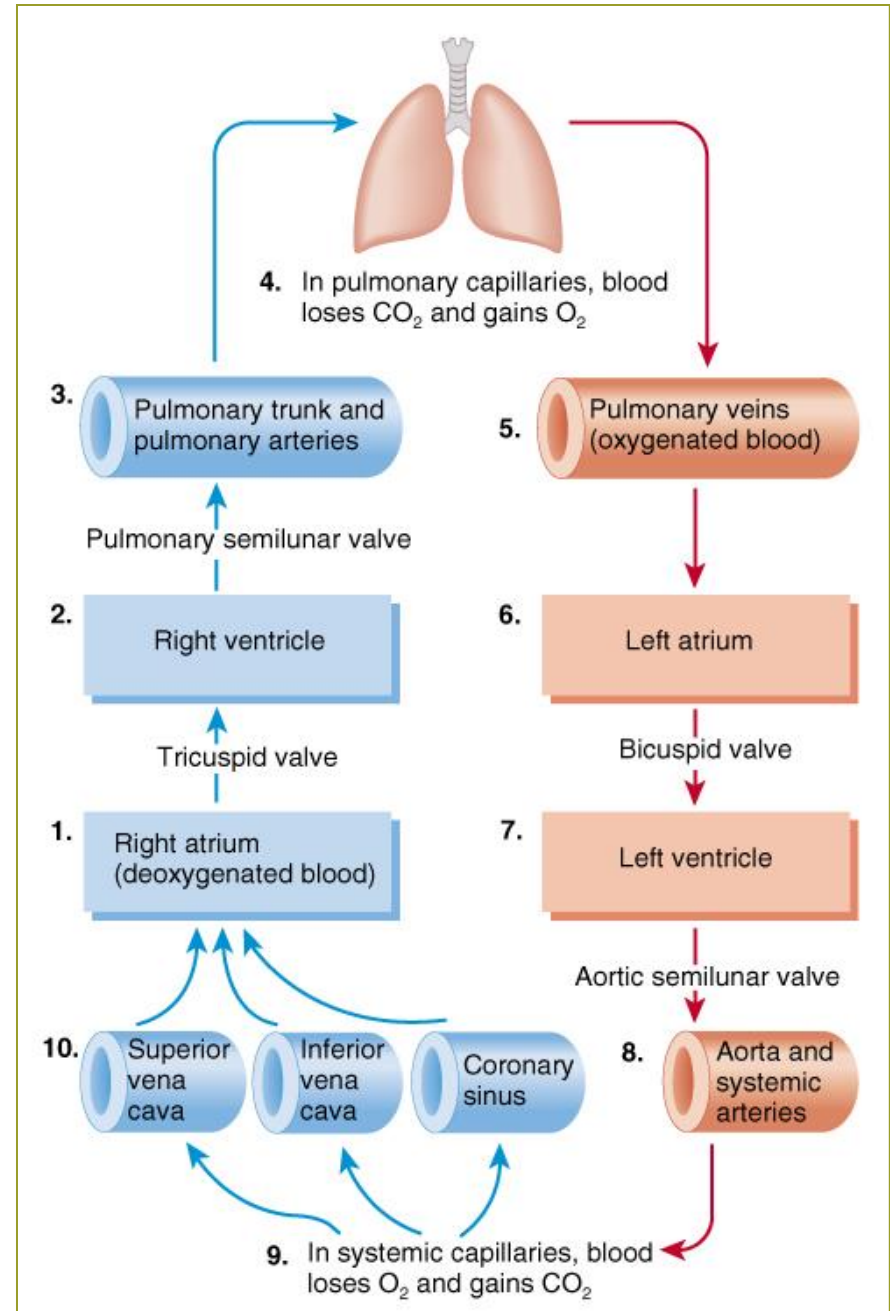 4. In pulmonary capillaries, blood
loses CO₂ and gains O₂
3.
Pulmonary trunk and
pulmonary arteries
5.
Pulmonary veins
(oxygenated blood)
Pulmonary semilunar valve
2.
Right ventricle
6.
Left atrium
Tricuspid valve
Bicuspid valve
1.
Right atrium
(deoxygenated blood)
7.
Left ventricle
Aortic semilunar valve
10.
Superior
vena
cava
Inferior
vena
cava
Coronary
sinus
8.
Aorta and
systemic
arteries
9. In systemic capillaries, blood
loses O₂ and gains CO₂